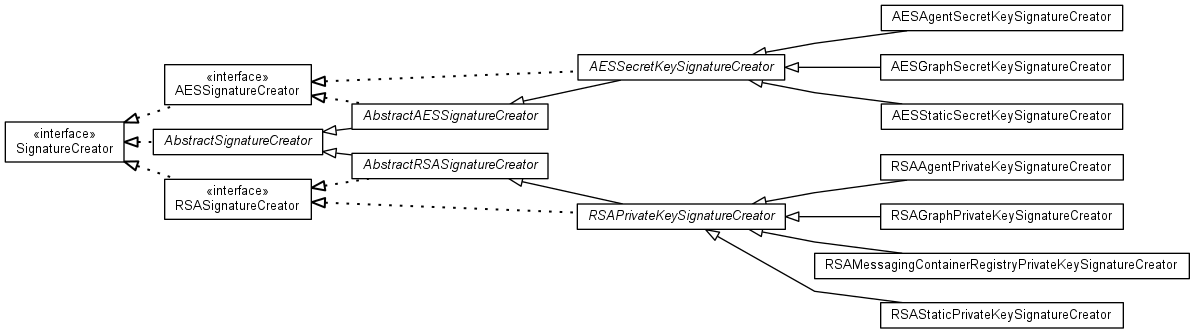 «interface»
SignatureCreator
«interface»
AESSignatureCreator
AbstractSignatureCreator
«interface»
RSASignatureCreator
AbstractAESSignatureCreator
AbstractRSASignatureCreator
AESSecretKeySignatureCreator
RSAPrivateKeySignatureCreator
AESAgentSecretKeySignatureCreator
AESGraphSecretKeySignatureCreator
AESStaticSecretKeySignatureCreator
RSAAgentPrivateKeySignatureCreator
RSAGraphPrivateKeySignatureCreator
RSAMessagingContainerRegistryPrivateKeySignatureCreator
RSAStaticPrivateKeySignatureCreator